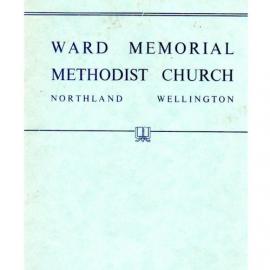 WARD MEMORIAL
METHODIST CHURCH
NORTHLAND WELLINGTON